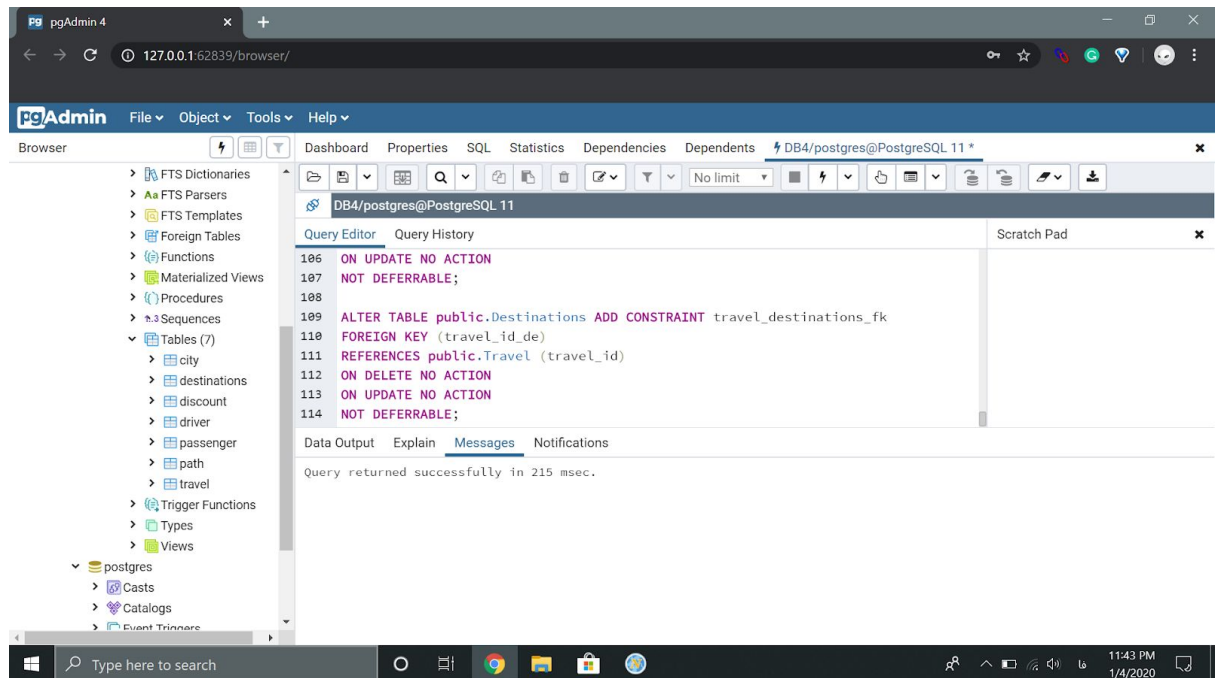 pgAdmin 4
127.0.0.1:62839/browser/
pgAdmin File Object Tools Help
Browser
Dashboard Properties SQL Statistics Dependencies Dependents DB4/postgres@PostgreSQL 11 *
FTS Dictionaries
Aa FTS Parsers
FTS Templates
Foreign Tables
Functions
Materialized Views
Procedures
1..3 Sequences
Tables (7)
city
destinations
discount
driver
passenger
path
travel
Trigger Functions
Types
Views
postgres
Casts
Catalogs
Event Triggers
No limit
DB4/postgres@PostgreSQL 11
Query Editor Query History
Scratch Pad
106 ON UPDATE NO ACTION
107 NOT DEFERRABLE;
108
109 ALTER TABLE public.Destinations ADD CONSTRAINT travel_destinations_fk
110 FOREIGN KEY (travel_id_de)
111 REFERENCES public.Travel (travel_id)
112 ON DELETE NO ACTION
113 ON UPDATE NO ACTION
114 NOT DEFERRABLE;
Data Output Explain Messages Notifications
Query returned successfully in 215 msec.
Type here to search
فا
11:43 PM
1/4/2020